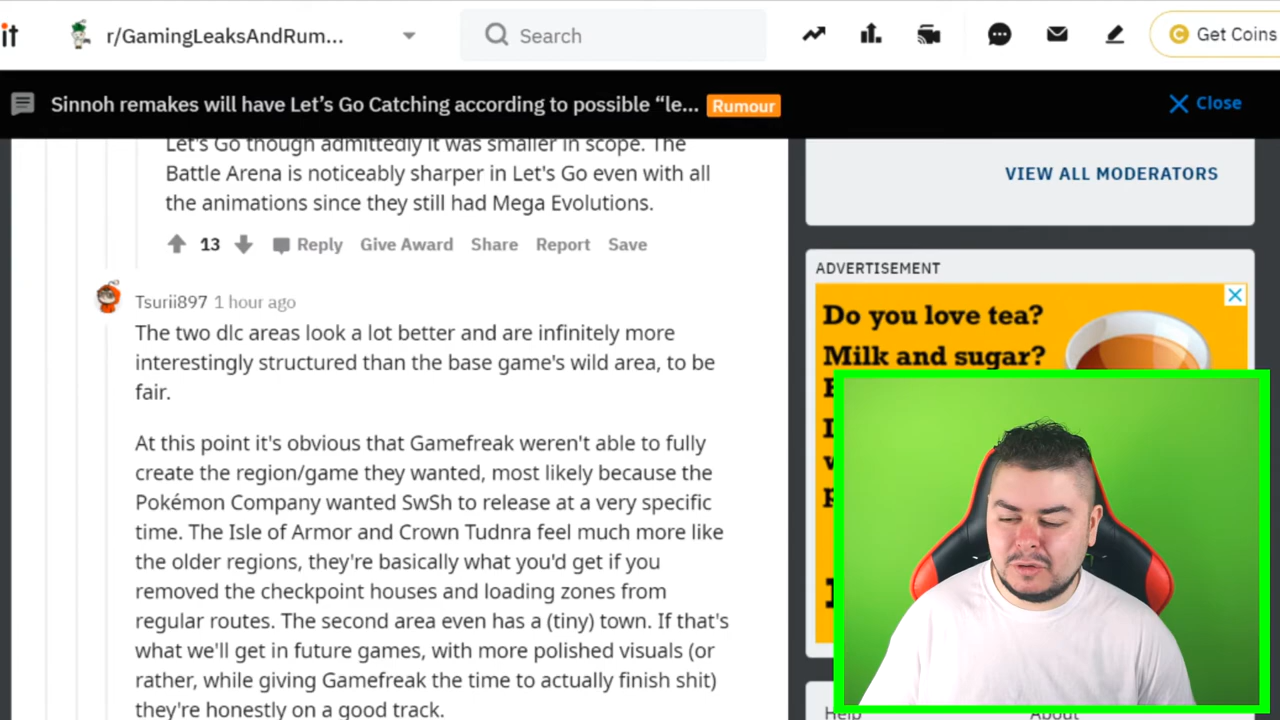 it
r/GamingLeaksAndRum...
Search
Get Coins
Sinnoh remakes will have Let's Go Catching according to possible “le...
Rumour
Close
Let's Go though admittedly it was smaller in scope. The
Battle Arena is noticeably sharper in Let's Go even with all
the animations since they still had Mega Evolutions.
13
Reply
Give Award
Share
Report
Save
Tsurii897 1 hour ago
The two dlc areas look a lot better and are infinitely more
interestingly structured than the base game's wild area, to be
fair.
At this point it's obvious that Gamefreak weren't able to fully
create the region/game they wanted, most likely because the
Pokémon Company wanted SwSh to release at a very specific
time. The Isle of Armor and Crown Tudnra feel much more like
the older regions, they're basically what you'd get if you
removed the checkpoint houses and loading zones from
regular routes. The second area even has a (tiny) town. If that's
what we'll get in future games, with more polished visuals (or
rather, while giving Gamefreak the time to actually finish shit)
they're honestly on a good track.
VIEW ALL MODERATORS
ADVERTISEMENT
Do you love tea?
Milk and sugar?
Help
About